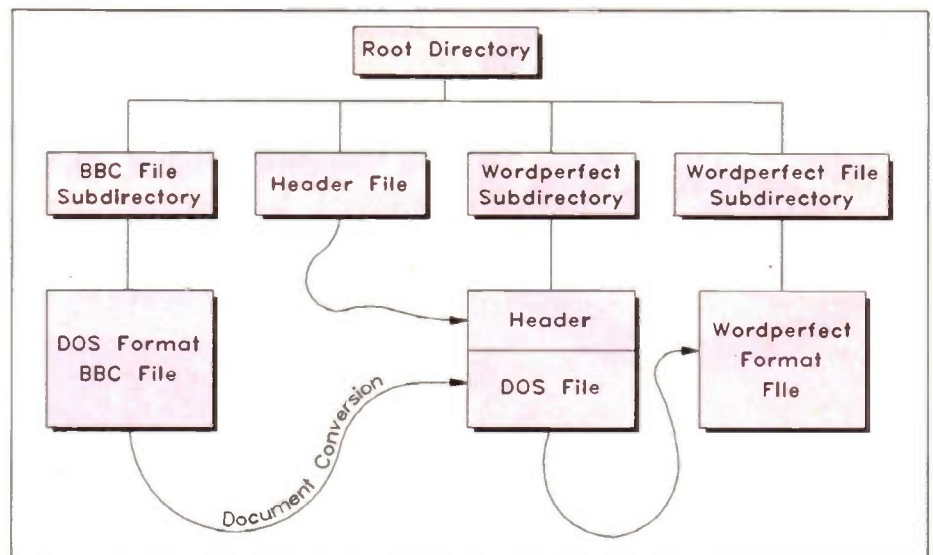 Root Directory
BBC File
Subdirectory
Header File
Wordperfect
Subdirectory
Wordperfect File
Subdirectory
DOS Format
BBC File
Header
DOS File
Wordperfect
Format
File
Document Conversion